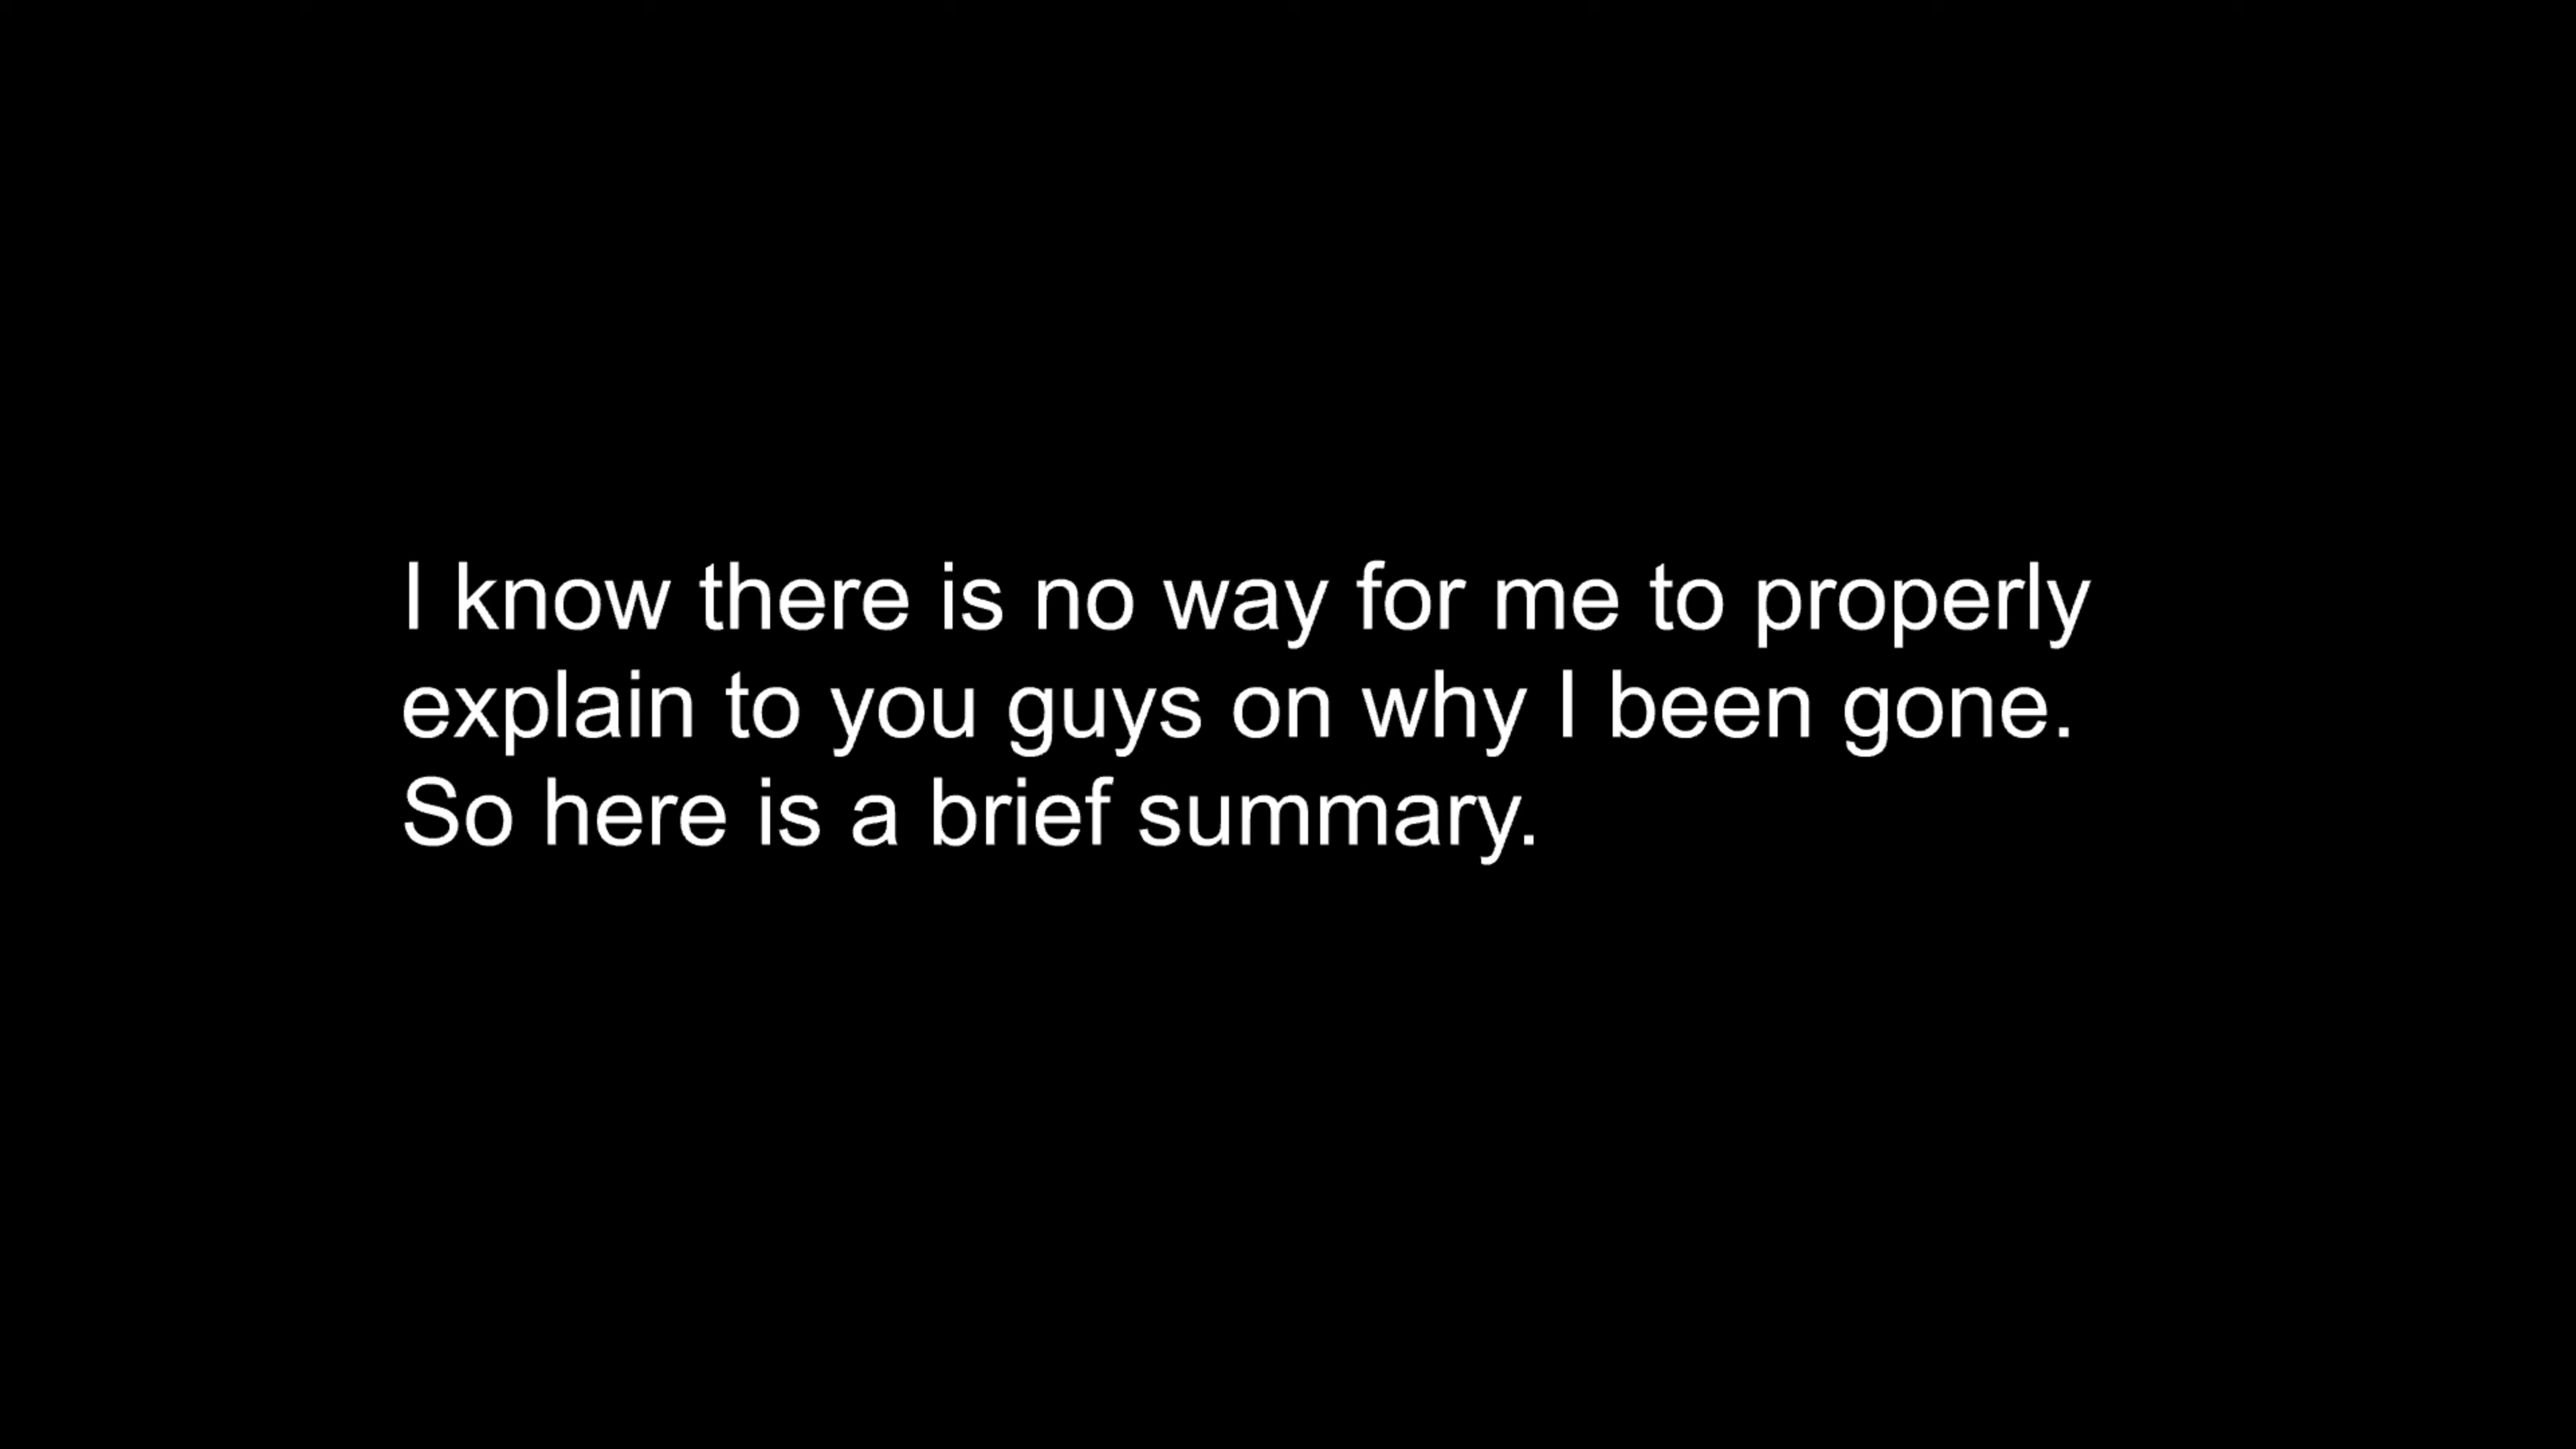 I know there is no way for me to properly
explain to you guys on why I been gone.
So here is a brief summary.